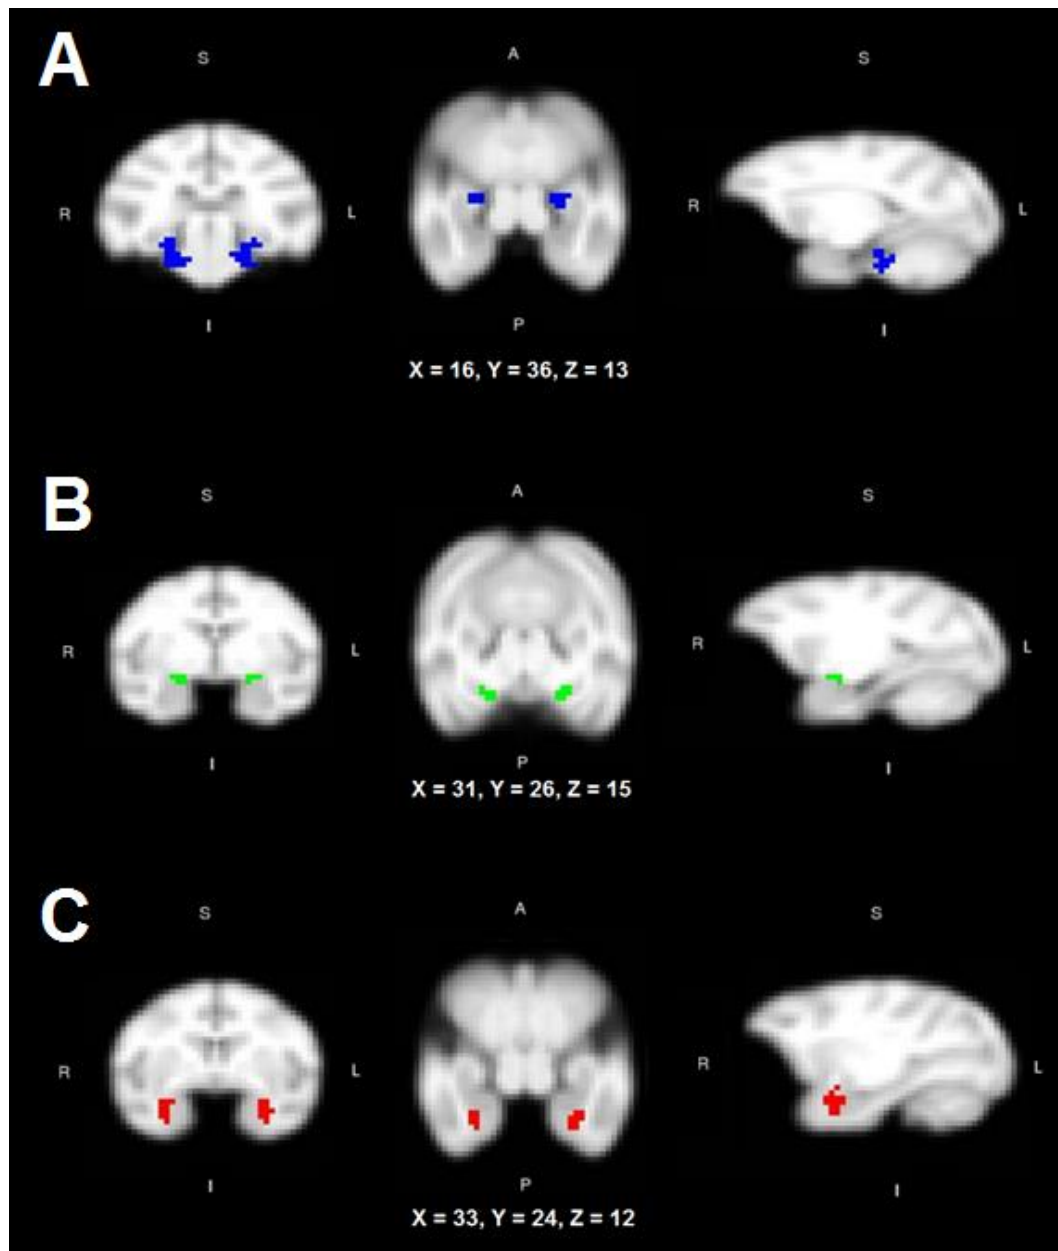 A
S
A
S
R
L
R
L
I
P
I
X = 16, Y = 36, Z = 13
B
S
A
S
R
L
R
L
I
P
I
X = 31, Y = 26, Z = 15
C
S
A
S
R
L
R
L
I
P
I
X = 33, Y = 24, Z = 12